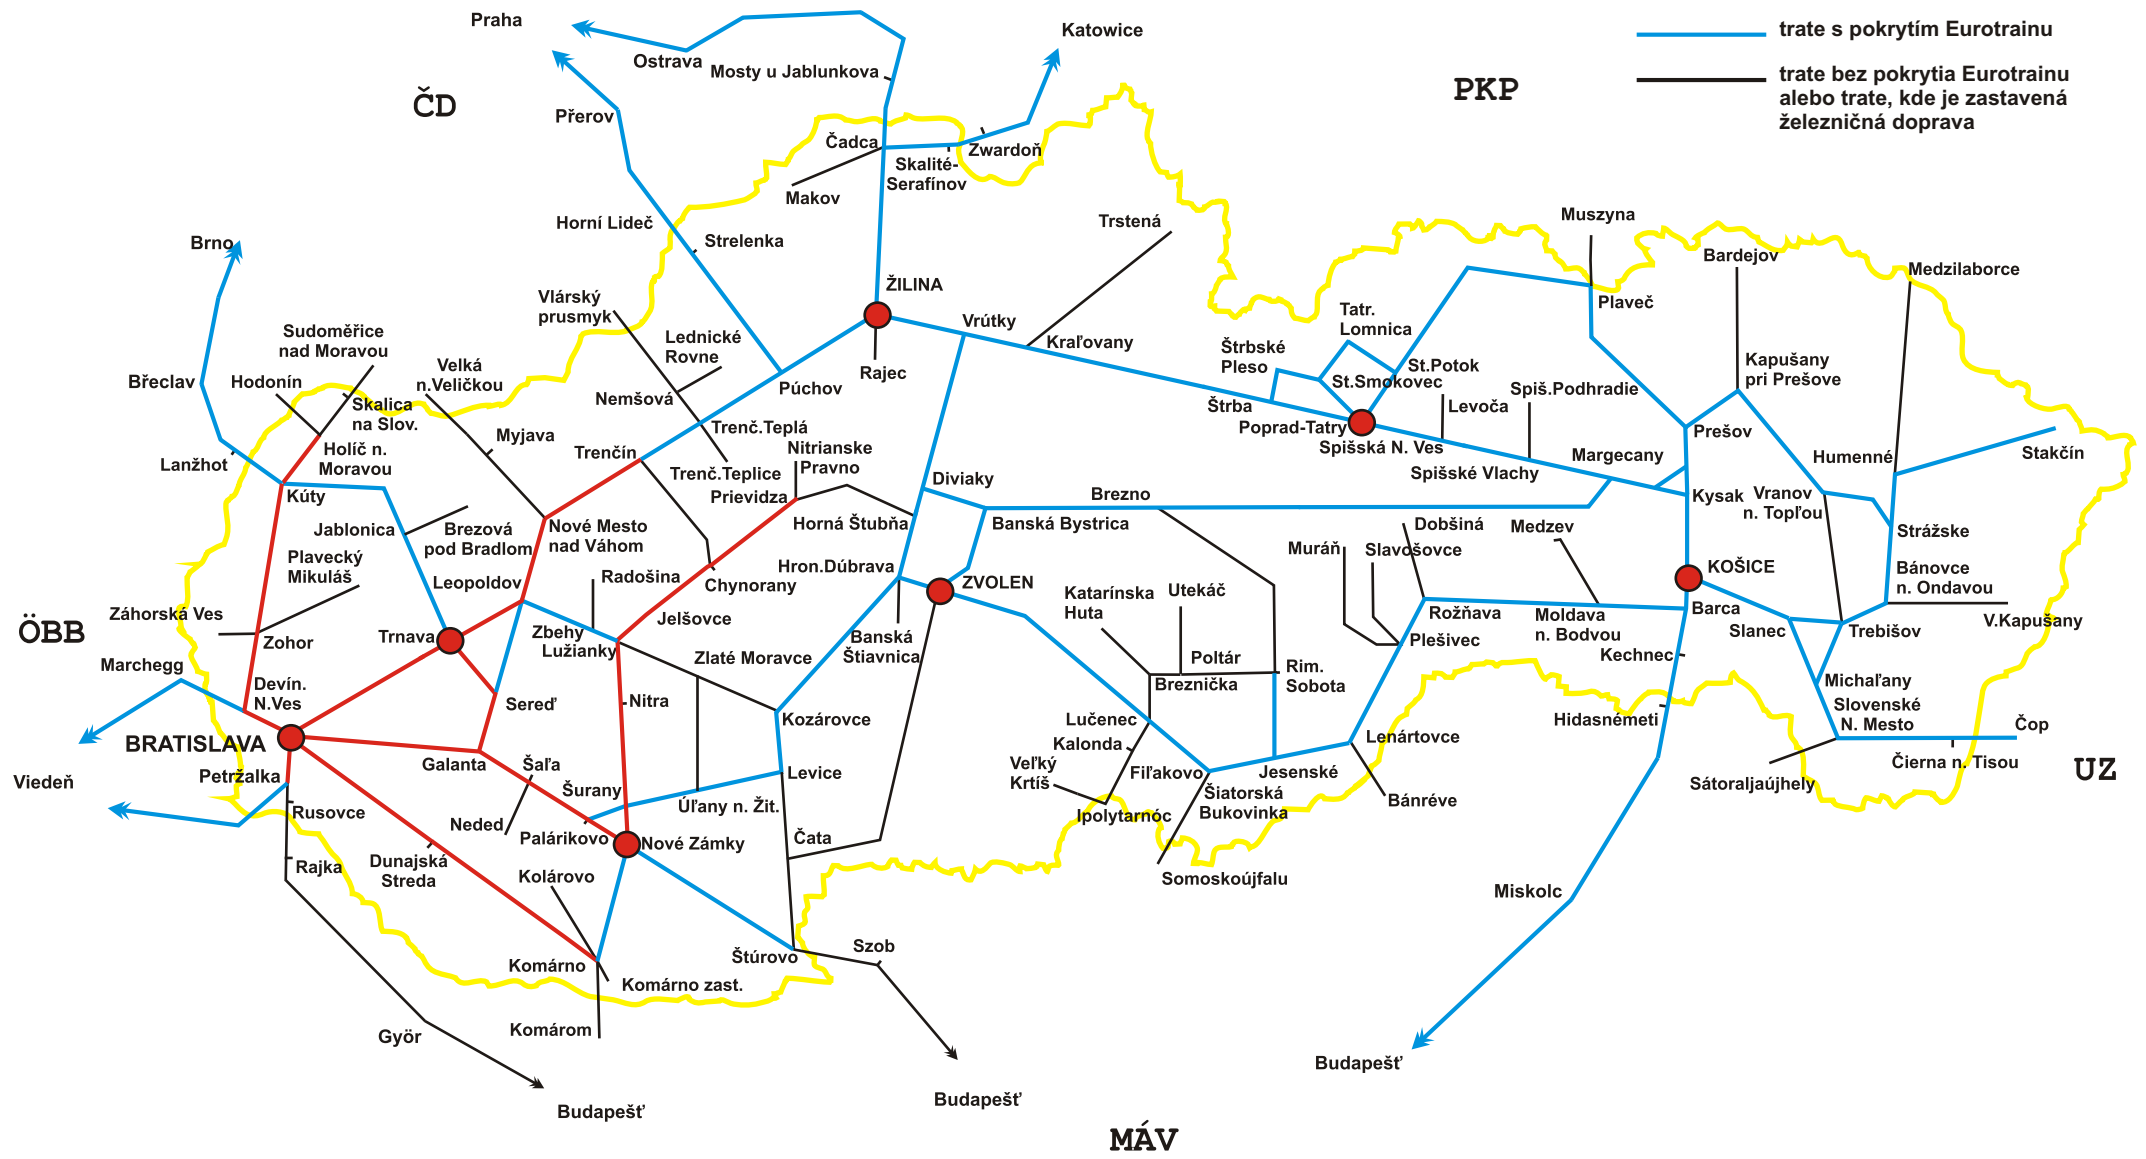 Praha
Katowice
trate s pokrytím Eurotrainu
Ostrava
Mosty u Jablunkova
trate bez pokrytia Eurotrainu
alebo trate, kde je zastavená
železničná doprava
PKP
ČD
Přerov
Čadca
Zwardoň
Skalité-
Serafínov
Makov
Horní Lideč
Strelenka
Trstená
Muszyna
Brno
Bardejov
Medzilaborce
ŽILINA
Vlárský
prusmyk
Plaveč
Tatr.
Lomnica
Sudoměřice
nad Moravou
Lednické
Rovne
Vrútky
Kraľovany
Štrbské
Pleso
Velká
n.Veličkou
Kapušany
pri Prešove
Břeclav
Hodonín
Rajec
Púchov
St.Potok
St.Smokovec
Spiš.Podhradie
Nemšová
Skalica
na Slov.
Štrba
Levoča
Poprad-Tatry
Trenč.Teplá
Myjava
Prešov
Holíč n.
Moravou
Trenčín
Nitrianske
Pravno
Spišská N. Ves
Margecany
Humenné
Stakčín
Lanžhot
Trenč.Teplice
Spišské Vlachy
Diviaky
Kúty
Prievidza
Brezno
Kysak
Vranov
n. Topľou
Jablonica
Brezová
pod Bradlom
Nové Mesto
nad Váhom
Horná Štubňa
Banská Bystrica
Dobšiná
Medzev
Strážske
Plavecký
Mikuláš
Muráň
Slavošovce
Leopoldov
Radošina
Chynorany
Hron.Dúbrava
ZVOLEN
KOŠICE
Bánovce
n. Ondavou
Katarínska
Huta
Utekáč
Záhorská Ves
Rožňava
Moldava
n. Bodvou
Barca
ÖBB
Zohor
Trnava
Zbehy
Lužianky
Jelšovce
Banská
Štiavnica
Slanec
Trebišov
V.Kapušany
Plešivec
Marchegg
Zlaté Moravce
Poltár
Kechnec
Rim.
Sobota
Breznička
Devín.
N.Ves
Michaľany
Sereď
Nitra
Kozárovce
Lučenec
Hidasnémeti
Slovenské
N. Mesto
Čop
BRATISLAVA
Kalonda
Lenártovce
Galanta
Šaľa
Levice
Veľký
Krtíš
Fiľakovo
Jesenské
Čierna n. Tisou
UZ
Viedeň
Petržalka
Sátoraljaújhely
Šurany
Úľany n. Žit.
Šiatorská
Bukovinka
Bánréve
Rusovce
Neded
Ipolytarnóc
Palárikovo
Nové Zámky
Čata
Rajka
Dunajská
Streda
Kolárovo
Somoskoújfalu
Miskolc
Szob
Štúrovo
Komárno
Komárno zast.
Györ
Komárom
Budapešť
Budapešť
Budapešť
MÁV